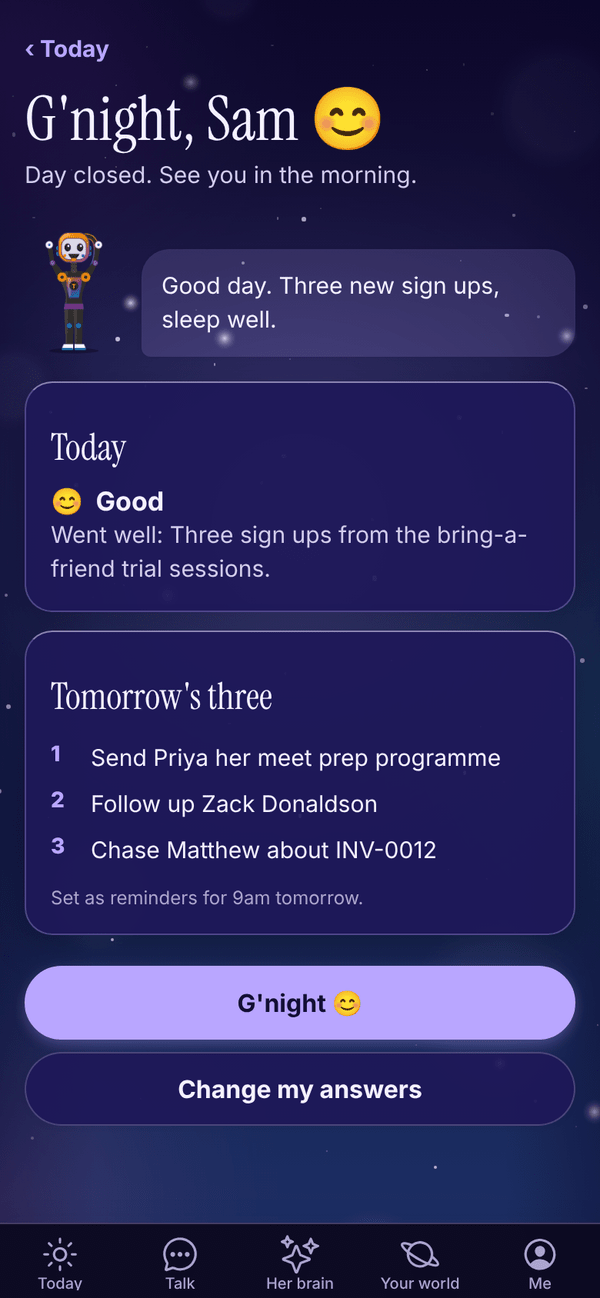 ‹ Today
G'night, Sam 😊
Day closed. See you in the morning.
Good day. Three new sign ups,
sleep well.
Today
😊 Good
Went well: Three sign ups from the bring-a-
friend trial sessions.
Tomorrow's three
1 Send Priya her meet prep programme
2 Follow up Zack Donaldson
3 Chase Matthew about INV-0012
Set as reminders for 9am tomorrow.
G'night 😊
Change my answers
Today Talk Her brain Your world Me